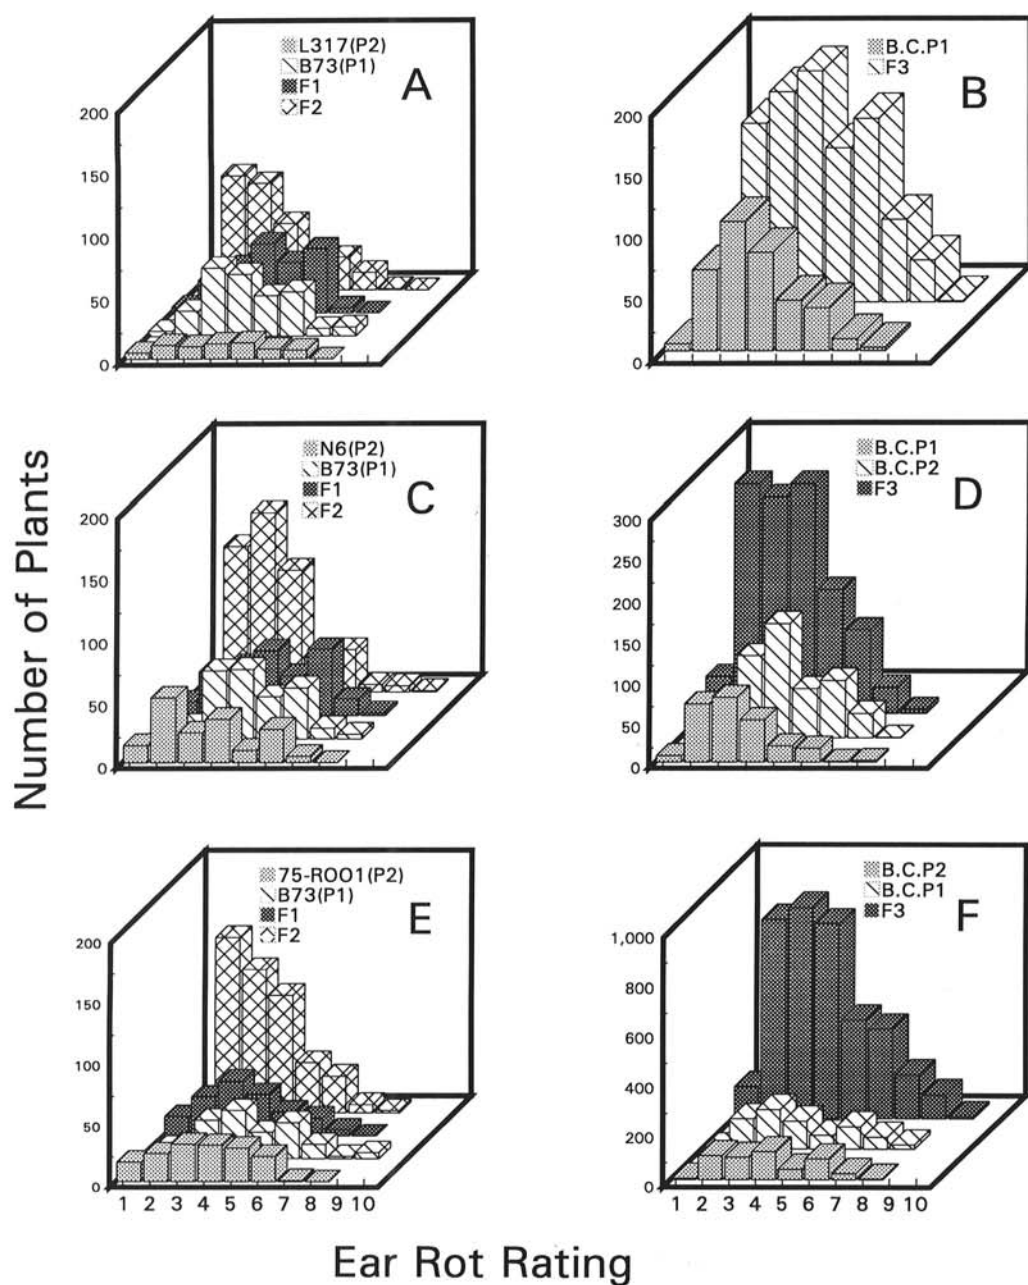 L317(P2)
B73(P1)
F1
F2
A
200
150
100
50
0
B.C.P1
F3
B
200
150
100
50
0
N6(P2)
B73(P1)
F1
F2
C
200
150
100
50
0
B.C.P1
B.C.P2
F3
D
300
250
200
150
100
50
0
75-R001(P2)
B73(P1)
F1
F2
E
200
150
100
50
0
1 2 3 4 5 6 7 8 9 10
B.C.P2
B.C.P1
F3
F
1,000
800
600
400
200
0
1 2 3 4 5 6 7 8 9 10
Number of Plants
Ear Rot Rating